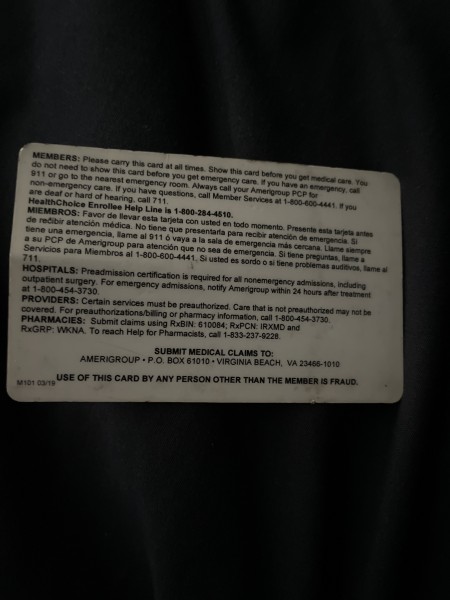 MEMBERS: Please carry this card at all times. Show this card before you get medical care. You
do not need to show this card before you get emergency care. If you have an emergency, call
911 or go to the nearest emergency room. Always call your Amerigroup PCP for
non-emergency care. If you have questions, call Member Services at 1-800-600-4441. If you
are deaf or hard of hearing, call 711.
HealthChoice Enrollee Help Line is 1-800-284-4510.
MIEMBROS: Favor de llevar esta tarjeta con usted en todo momento. Presente esta tarjeta antes
de recibir atención médica. No tiene que presentarla para recibir atención de emergencia. Si
tiene una emergencia, llame al 911 ó vaya a la sala de emergencia más cercana. Llame siempre
a su PCP de Amerigroup para atención que no sea de emergencia. Si tiene preguntas, llame a
Servicios para Miembros al 1-800-600-4441. Si usted es sordo o si tiene problemas auditivos, llame al
711.
HOSPITALS: Preadmission certification is required for all nonemergency admissions, including
outpatient surgery. For emergency admissions, notify Amerigroup within 24 hours after treatment
at 1-800-454-3730.
PROVIDERS: Certain services must be preauthorized. Care that is not preauthorized may not be
covered. For preauthorizations/billing or pharmacy information, call 1-800-454-3730.
PHARMACIES: Submit claims using RxBIN: 610084; RxPCN: IRXMD and
RxGRP: WKNA. To reach Help for Pharmacists, call 1-833-237-9228.
SUBMIT MEDICAL CLAIMS TO:
AMERIGROUP • P.O. BOX 61010 • VIRGINIA BEACH, VA 23466-1010
USE OF THIS CARD BY ANY PERSON OTHER THAN THE MEMBER IS FRAUD.
M101 03/19